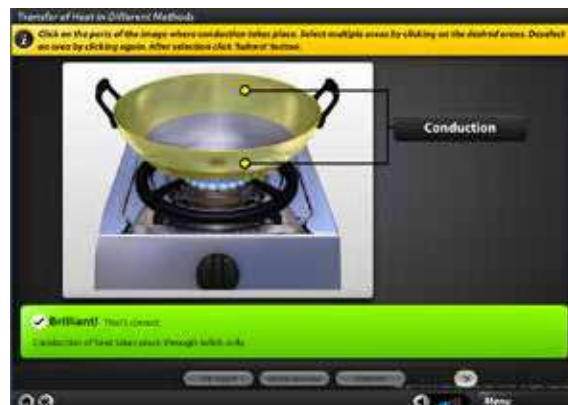 Transfer of Heat in Different Methods
Click on the parts of the image where conduction takes place. Select multiple areas by clicking on the desired areas. Deselect
an area by clicking again. After selection click 'Submit' button.
Conduction
Brilliant! That's correct.
Conduction of heat takes place through solids only.
Menu